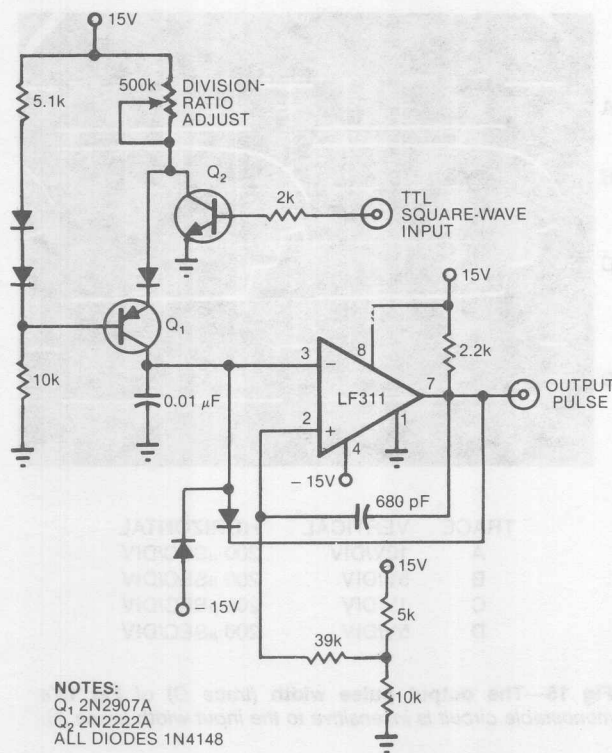 15V
500k
DIVISION-
RATIO
ADJUST
5.1k
Q2
2k
TTL
SQUARE-WAVE
INPUT
15V
Q1
8
2.2k
3
−
LF311
7
OUTPUT
PULSE
10k
0.01 μF
2
+
4
1
− 15V
680 pF
15V
− 15V
5k
39k
10k
NOTES:
Q1 2N2907A
Q2 2N2222A
ALL DIODES 1N4148